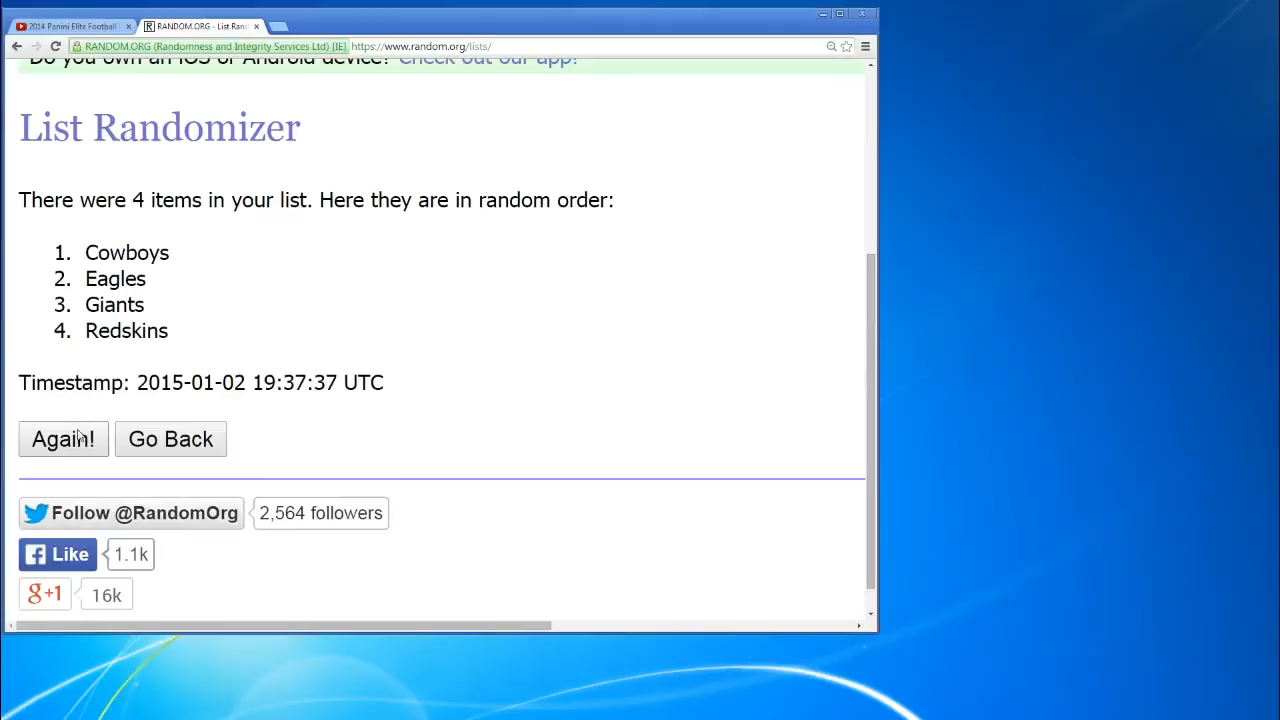 2014 Panini Elite Football
RANDOM.ORG - List Ran
RANDOM.ORG (Randomness and Integrity Services Ltd) [IE] https://www.random.org/lists/
Do you own an iOS or Android device? Check out our app!
List Randomizer
There were 4 items in your list. Here they are in random order:
1. Cowboys
2. Eagles
3. Giants
4. Redskins
Timestamp: 2015-01-02 19:37:37 UTC
Again! Go Back
Follow @RandomOrg 2,564 followers
Like 1.1k
g+1 16k